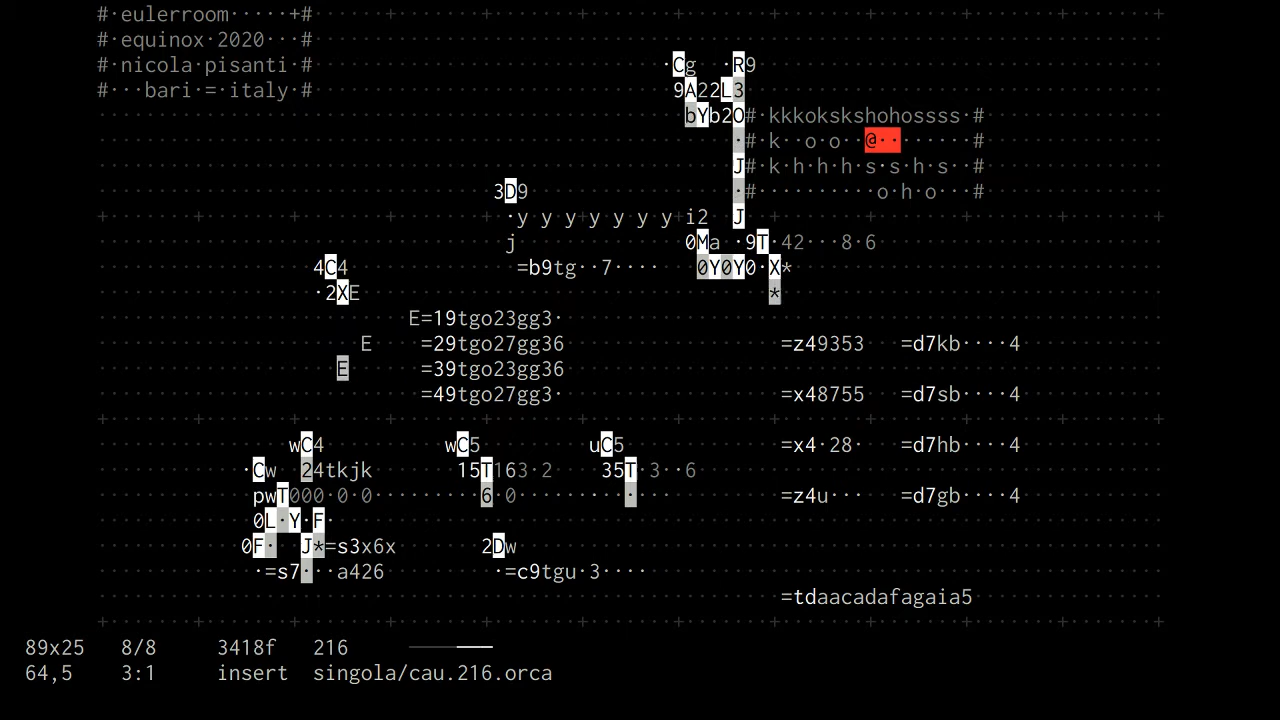 #·eulerroom·····+#
#·equinox·2020···#
#·nicola·pisanti·#
#···bari·=·italy·#
·Cg ·R9
9A22L3
bYb2O#·kkkokskshohossss·#
·#·k··o·o··@·······#
J#·k·h·h·h·s·s·h·s··#
3D9 ·#··········o·h·o···#
·y y y y y y y i2 J
j 0Ma ·9T·42···8·6
4C4 =b9tg··7···· 0Y0Y0·X*
·2XE *
E=19tgo23gg3·
E =29tgo27gg36 =z49353 =d7kb····4
E =39tgo23gg36
=49tgo27gg3· =x48755 =d7sb····4
wC4 wC5 uC5 =x4·28· =d7hb····4
·Cw 24tkjk 15T163·2 35T·3··6
pwT000·0·0 6·0 · =z4u··· =d7gb····4
0L·Y·F·
0F· J*=s3x6x 2Dw
·=s7···a426 ·=c9tgu·3····
=tdaacadafagaia5
89x25 8/8 3418f 216
64,5 3:1 insert singola/cau.216.orca